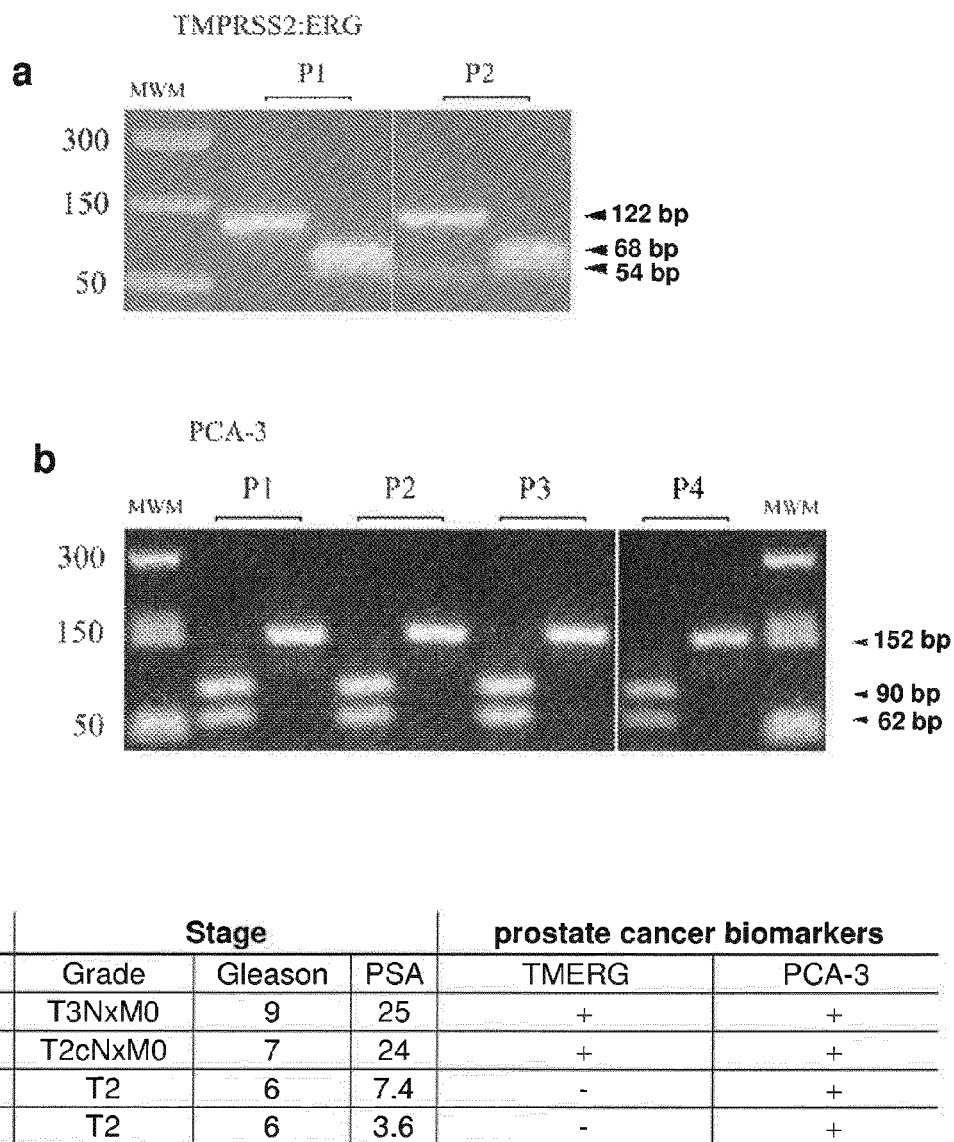 TMPRSS2:ERG
a
MWM P1 P2
300
150
50
122 bp
68 bp
54 bp
PCA-3
b
MWM P1 P2 P3 P4 MWM
300
150
50
152 bp
90 bp
62 bp
Stage prostate cancer biomarkers
Grade Gleason PSA TMERG PCA-3
T3NxM0 9 25 + +
T2cNxM0 7 24 + +
T2 6 7.4 - +
T2 6 3.6 - +